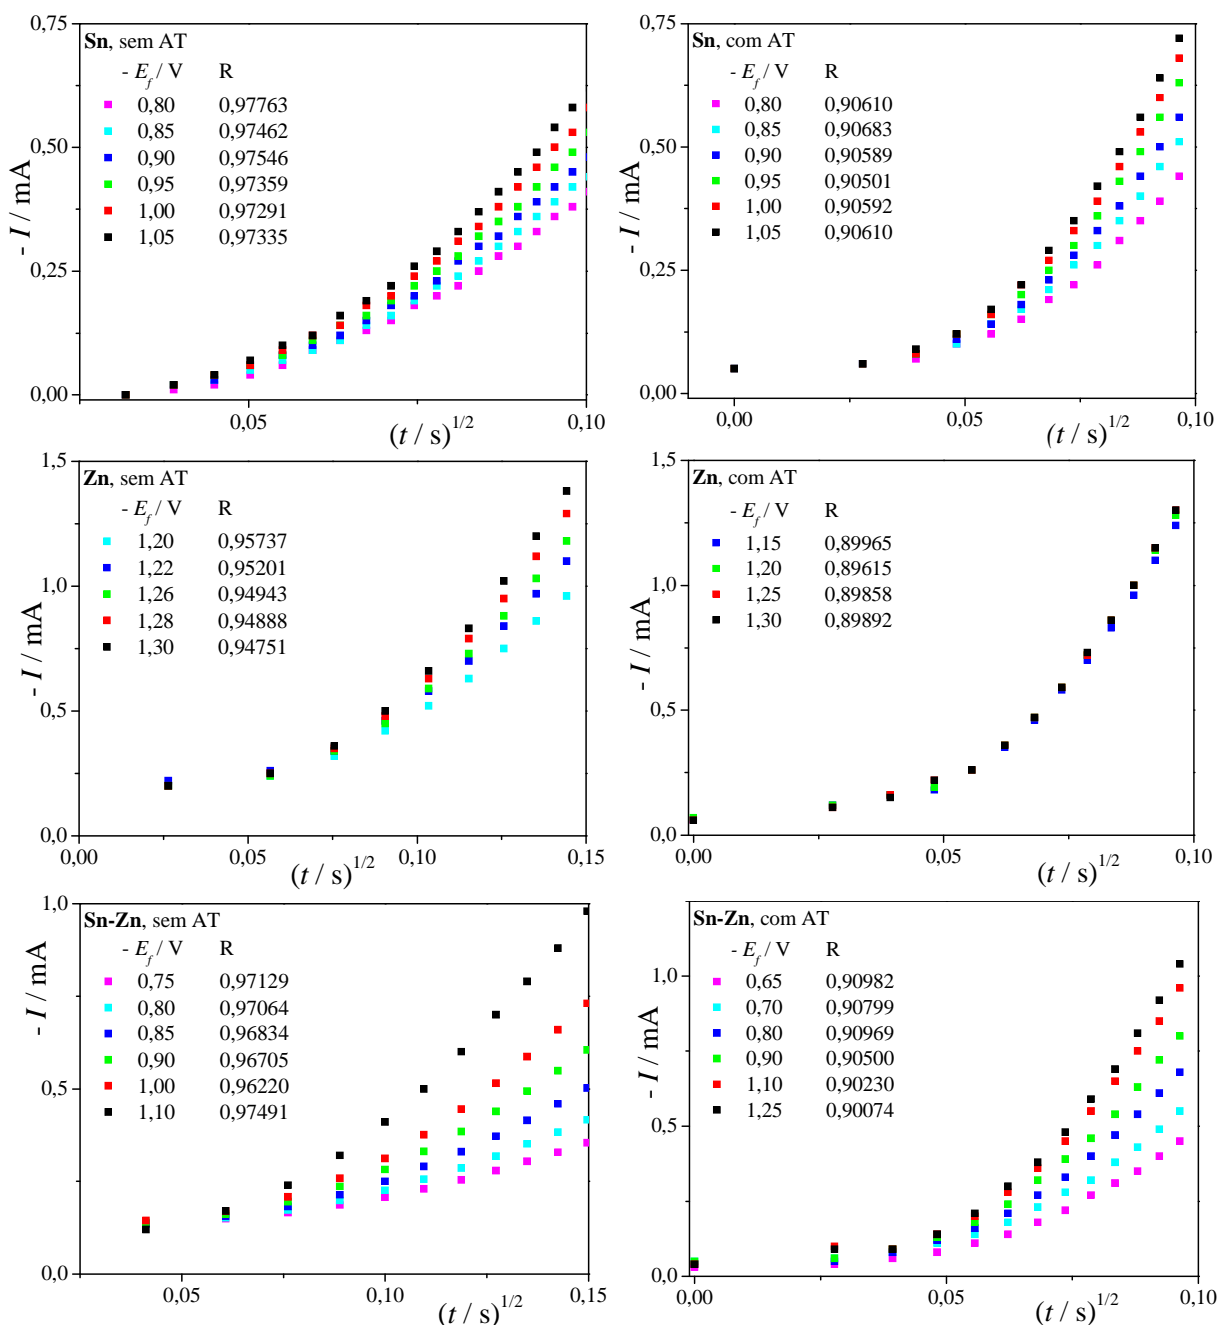 Sn, sem AT
- E_f / V R
0,80 0,97763
0,85 0,97462
0,90 0,97546
0,95 0,97359
1,00 0,97291
1,05 0,97335
0,75
0,50
0,25
0,00
- I / mA
0,05 0,10
(t / s)^1/2
Sn, com AT
- E_f / V R
0,80 0,90610
0,85 0,90683
0,90 0,90589
0,95 0,90501
1,00 0,90592
1,05 0,90610
0,75
0,50
0,25
0,00
- I / mA
0,00 0,05 0,10
(t / s)^1/2
Zn, sem AT
- E_f / V R
1,20 0,95737
1,22 0,95201
1,26 0,94943
1,28 0,94888
1,30 0,94751
1,5
1,0
0,5
0,0
- I / mA
0,00 0,05 0,10 0,15
(t / s)^1/2
Zn, com AT
- E_f / V R
1,15 0,89965
1,20 0,89615
1,25 0,89858
1,30 0,89892
1,5
1,0
0,5
0,0
- I / mA
0,00 0,05 0,10
(t / s)^1/2
Sn-Zn, sem AT
- E_f / V R
0,75 0,97129
0,80 0,97064
0,85 0,96834
0,90 0,96705
1,00 0,96220
1,10 0,97491
1,0
0,5
0,0
- I / mA
0,05 0,10 0,15
(t / s)^1/2
Sn-Zn, com AT
- E_f / V R
0,65 0,90982
0,70 0,90799
0,80 0,90969
0,90 0,90500
1,10 0,90230
1,25 0,90074
1,0
0,5
0,0
- I / mA
0,00 0,05 0,10
(t / s)^1/2